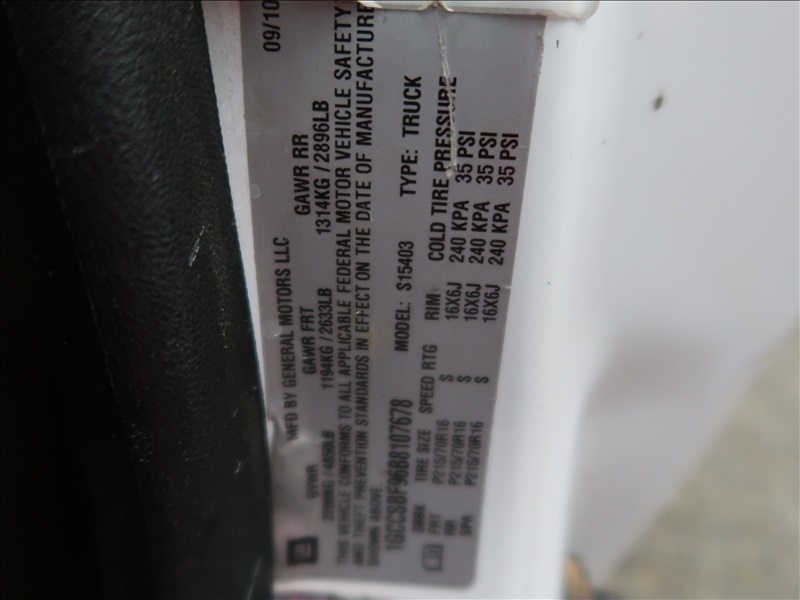 MFD BY GENERAL MOTORS LLC 09/10
GVWR GAWR FRT GAWR RR
2200KG /4850LB 1194KG /2633LB 1314KG /2896LB
THIS VEHICLE CONFORMS TO ALL APPLICABLE FEDERAL MOTOR VEHICLE SAFETY
AND THEFT PREVENTION STANDARDS IN EFFECT ON THE DATE OF MANUFACTURE
SHOWN ABOVE.
1GCCSBF96B8107678 MODEL: S15403 TYPE: TRUCK
TIRE SIZE SPEED RTG RIM COLD TIRE PRESSURE
FRT P215/70R16 S 16X6J 240 KPA 35 PSI
RR P215/70R16 S 16X6J 240 KPA 35 PSI
SPA P215/70R16 S 16X6J 240 KPA 35 PSI